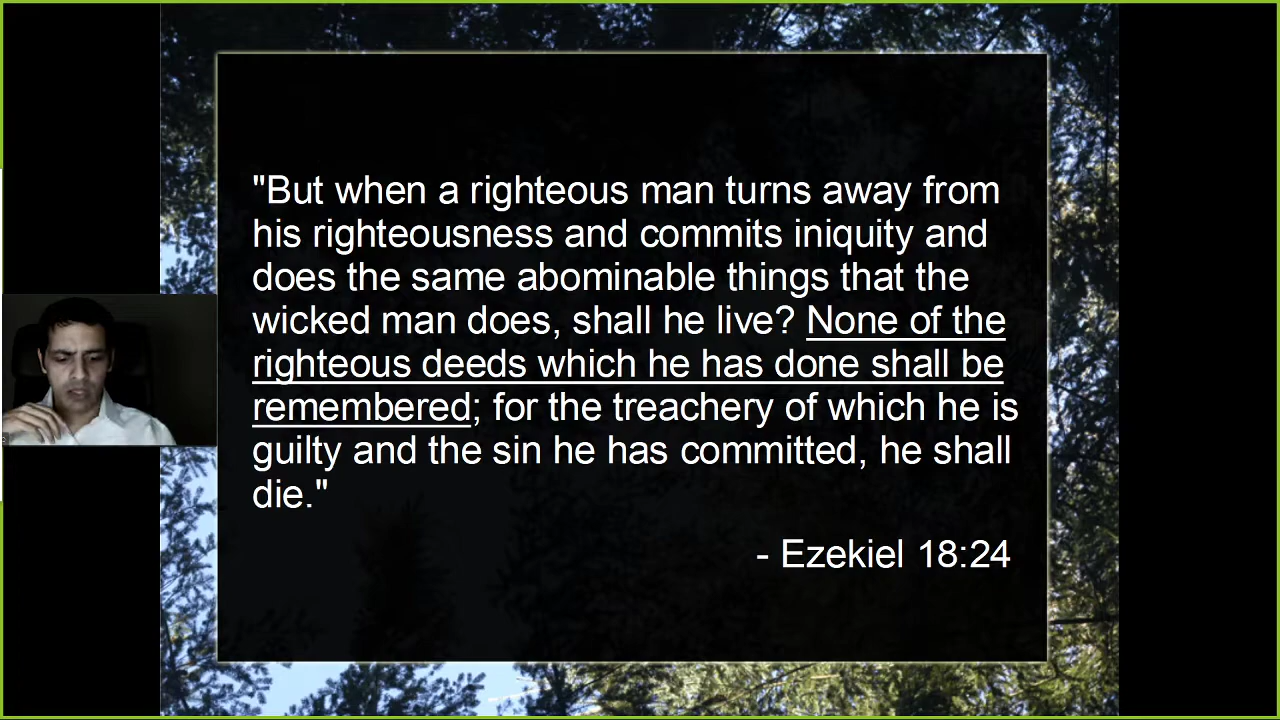 "But when a righteous man turns away from
his righteousness and commits iniquity and
does the same abominable things that the
wicked man does, shall he live? None of the
righteous deeds which he has done shall be
remembered; for the treachery of which he is
guilty and the sin he has committed, he shall
die."
- Ezekiel 18:24